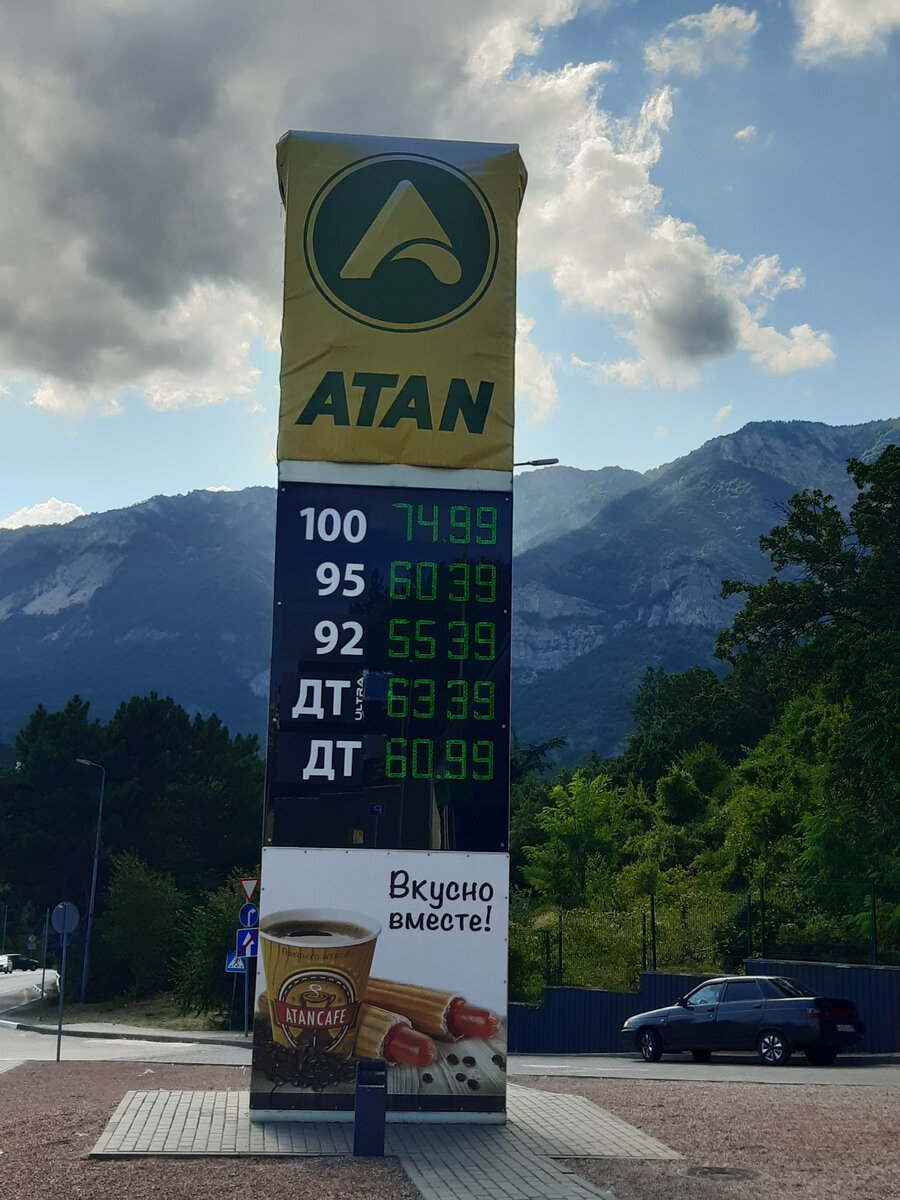 ATAN
100 74.99
95 60 39
92 55 39
ДТ ULTRA 63 39
ДТ 60.99
Вкусно
вместе!
ATANCAFE